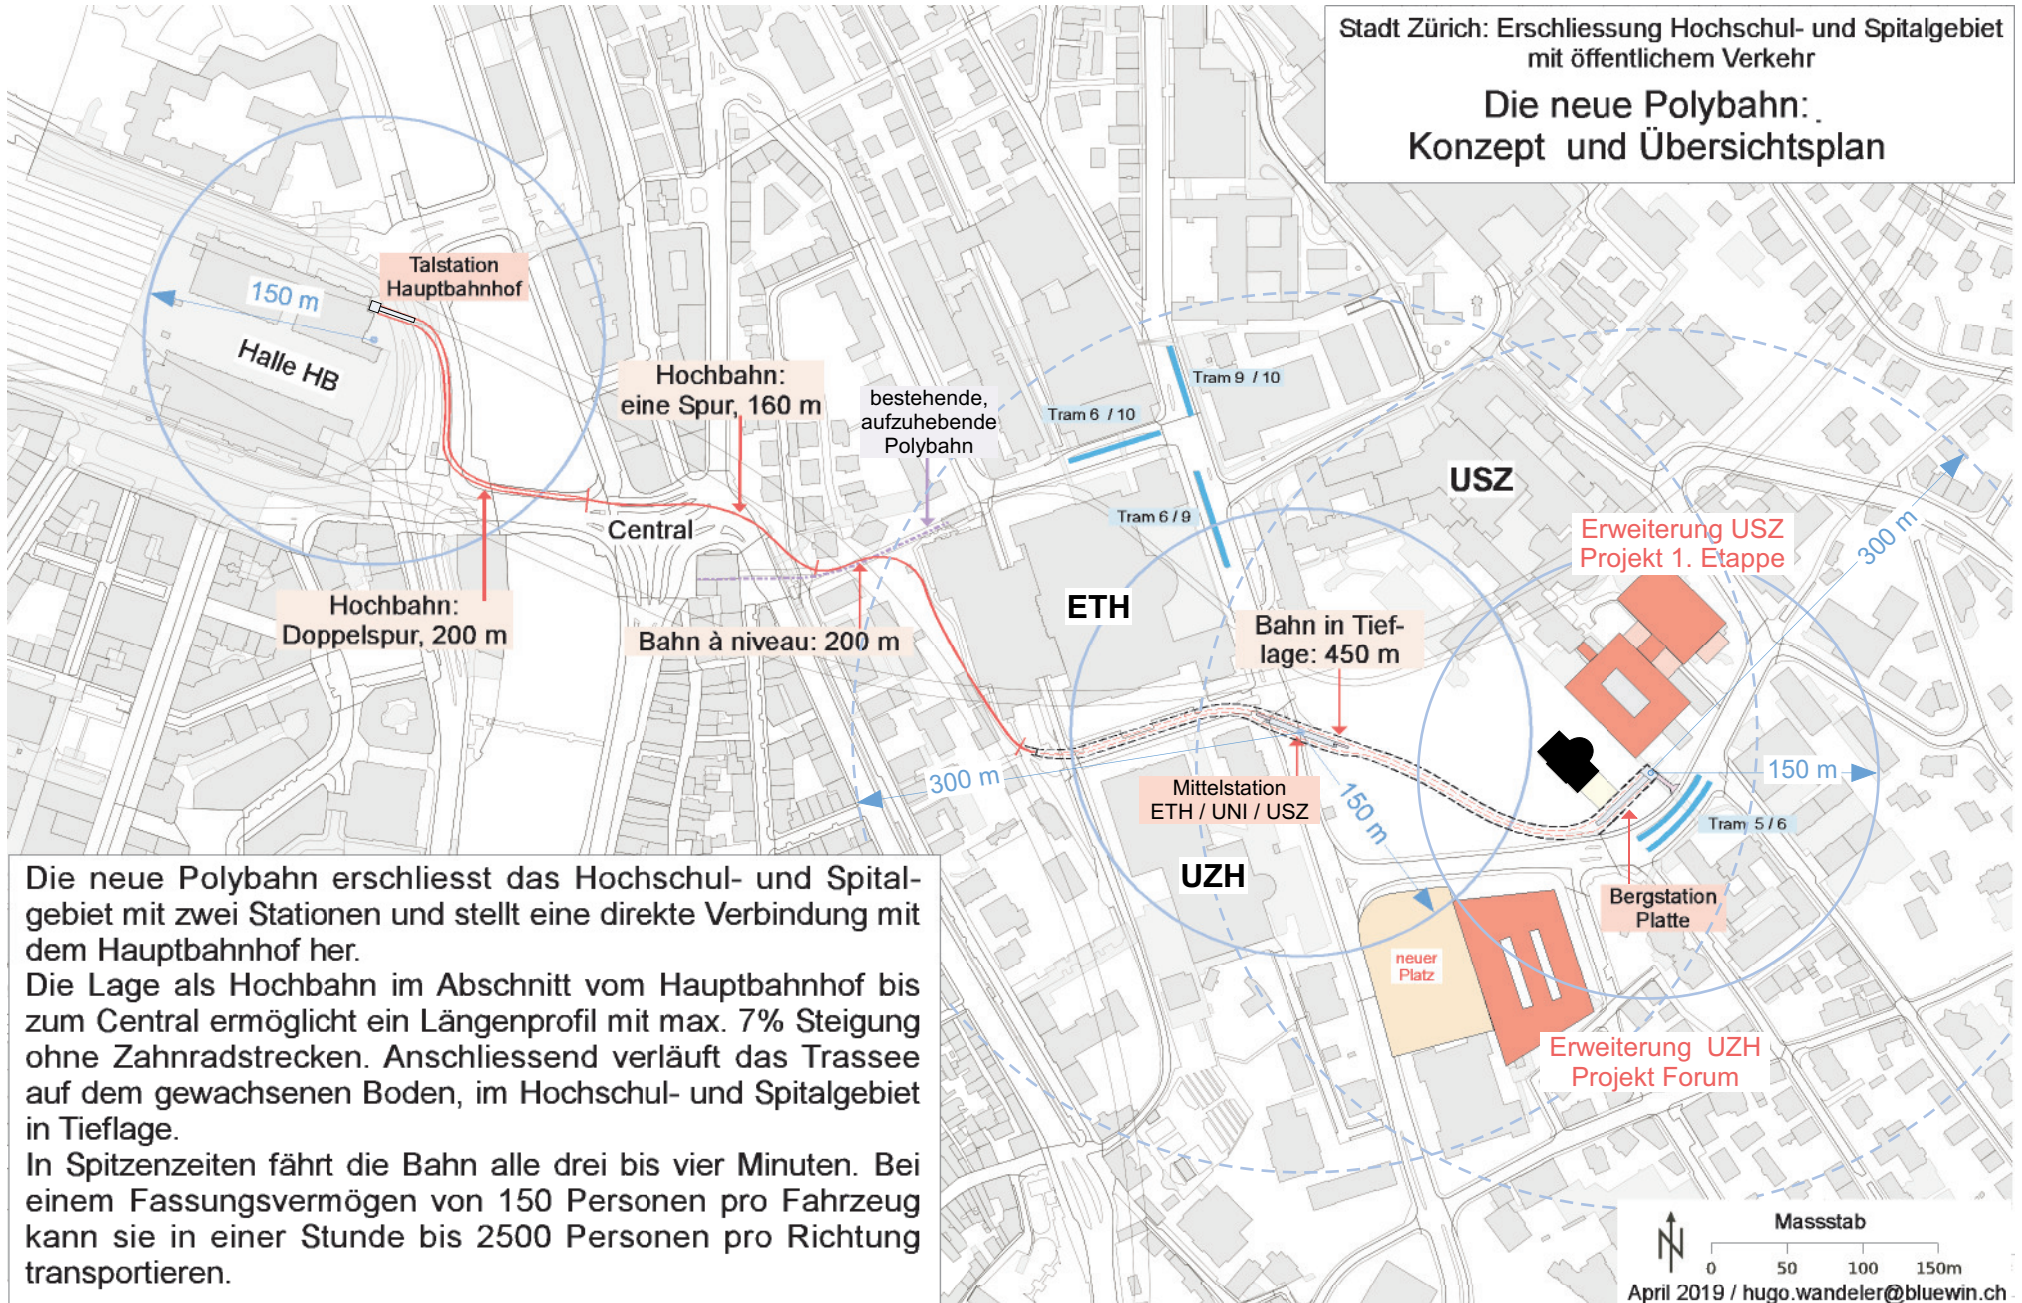 Stadt Zürich: Erschliessung Hochschul- und Spitalgebiet
mit öffentlichem Verkehr
Die neue Polybahn:
Konzept und Übersichtsplan
Talstation
Hauptbahnhof
150 m
Halle HB
Hochbahn:
eine Spur, 160 m
bestehende,
aufzuhebende
Polybahn
Tram 9 / 10
Tram 6 / 10
Tram 6 / 9
USZ
Central
Erweiterung USZ
Projekt 1. Etappe
300 m
Hochbahn:
Doppelspur, 200 m
Bahn à niveau: 200 m
ETH
Bahn in Tief-
lage: 450 m
300 m
Mittelstation
ETH / UNI / USZ
150 m
150 m
Tram 5 / 6
UZH
Bergstation
Platte
neuer
Platz
Erweiterung UZH
Projekt Forum
Die neue Polybahn erschliesst das Hochschul- und Spital-
gebiet mit zwei Stationen und stellt eine direkte Verbindung mit
dem Hauptbahnhof her.
Die Lage als Hochbahn im Abschnitt vom Hauptbahnhof bis
zum Central ermöglicht ein Längenprofil mit max. 7% Steigung
ohne Zahnradstrecken. Anschliessend verläuft das Trassee
auf dem gewachsenen Boden, im Hochschul- und Spitalgebiet
in Tieflage.
In Spitzenzeiten fährt die Bahn alle drei bis vier Minuten. Bei
einem Fassungsvermögen von 150 Personen pro Fahrzeug
kann sie in einer Stunde bis 2500 Personen pro Richtung
transportieren.
N
Massstab
0 50 100 150m
April 2019 / hugo.wandeler@bluewin.ch